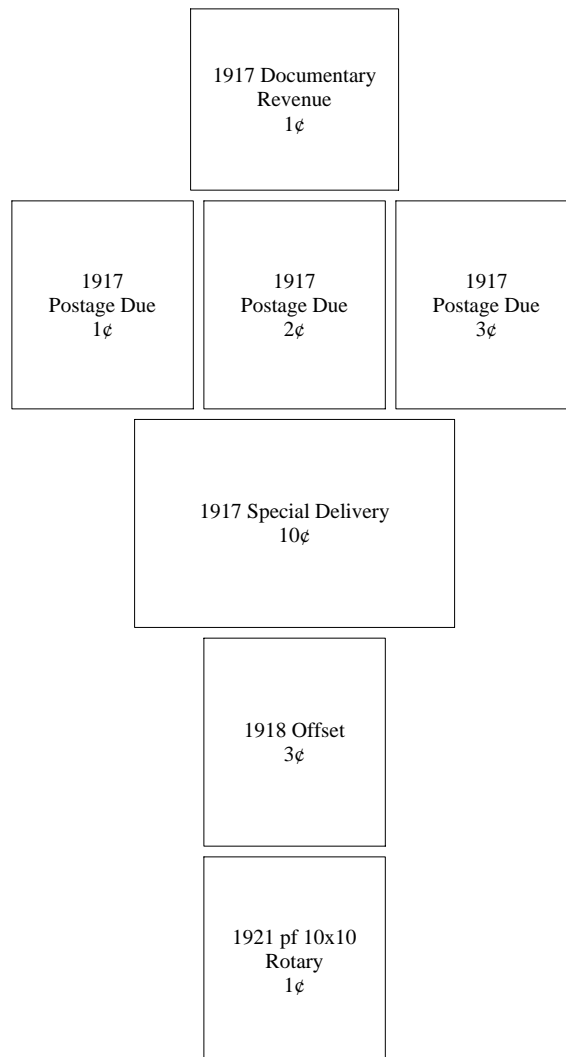 1917 Documentary
Revenue
1¢
1917
Postage Due
1¢
1917
Postage Due
2¢
1917
Postage Due
3¢
1917 Special Delivery
10¢
1918 Offset
3¢
1921 pf 10x10
Rotary
1¢